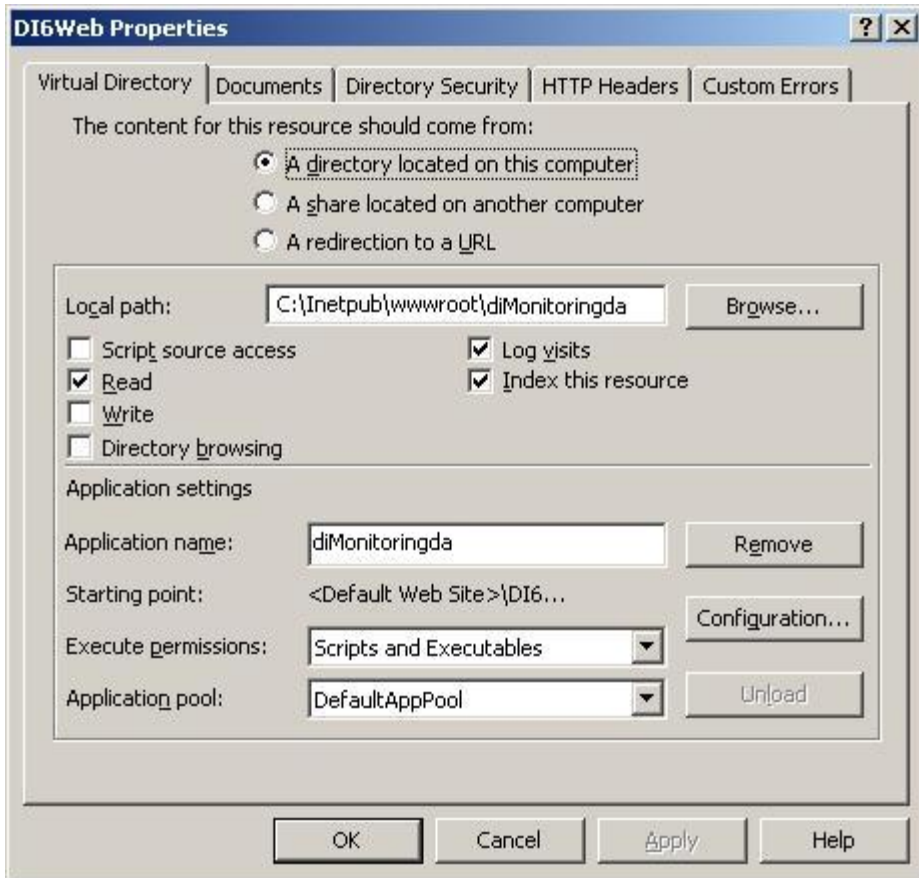 DI6Web Properties
Virtual Directory Documents Directory Security HTTP Headers Custom Errors
The content for this resource should come from:
A directory located on this computer
A share located on another computer
A redirection to a URL
Local path: C:\Inetpub\wwwroot\diMonitoringda Browse...
Script source access Log visits
Read Index this resource
Write
Directory browsing
Application settings
Application name: diMonitoringda Remove
Starting point: <Default Web Site>\DI6...
Configuration...
Execute permissions: Scripts and Executables
Application pool: DefaultAppPool Unload
OK Cancel Apply Help